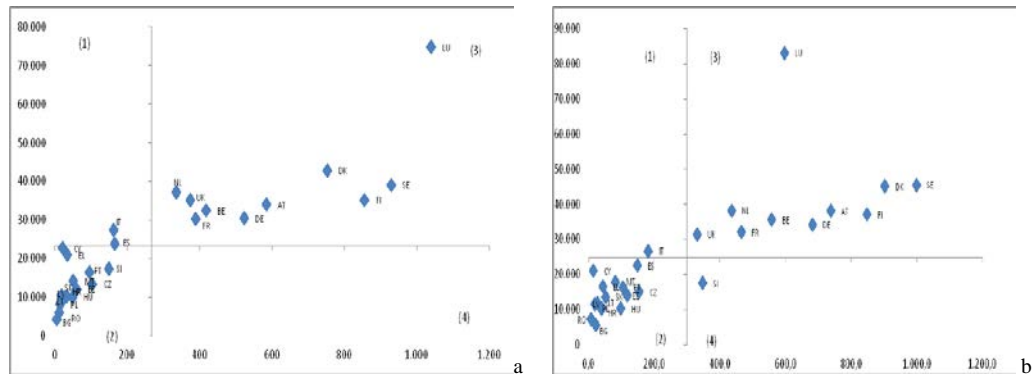 80.000
70.000
60.000
50.000
40.000
30.000
20.000
10.000
0
(1)
(3)
(2)
(4)
LU
DK
SE
FI
AT
DE
NL
UK
BE
FR
IT
ES
CY
EL
PT
SI
CZ
HU
PL
RO
BG
0 200 400 600 800 1.000 1.200
a
90.000
80.000
70.000
60.000
50.000
40.000
30.000
20.000
10.000
0
(1)
(3)
(2)
(4)
LU
DK
SE
FI
AT
DE
BE
NL
FR
UK
IT
ES
CY
SI
CZ
HU
RO
BG
0,0 200,0 400,0 600,0 800,0 1.000,0 1.200,0
b